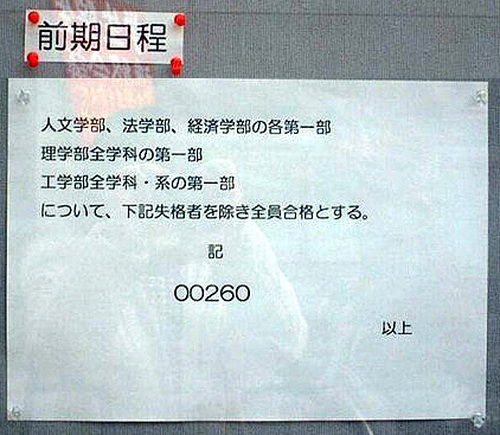 前期日程
人文学部、法学部、経済学部の各第一部
理学部全学科の第一部
工学部全学科・系の第一部
について、下記失格者を除き全員合格とする。
記
00260
以上